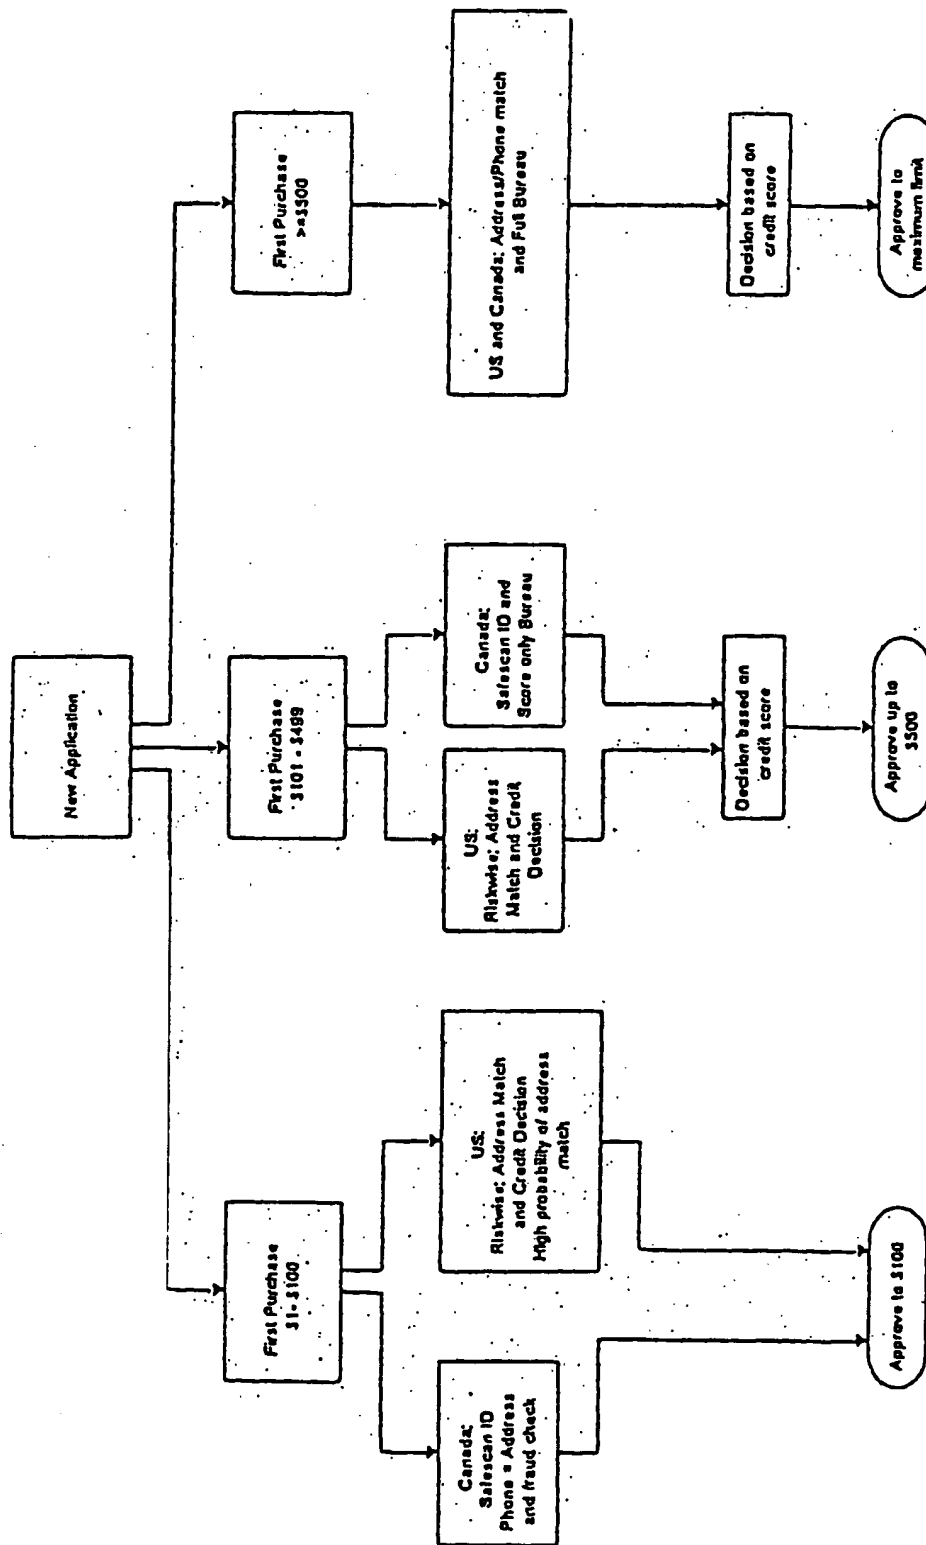 New Application
First Purchase
$1 - $100
First Purchase
$101 - $499
First Purchase
>=$500
Canada:
Salescan ID
Phone = Address
and fraud check
US:
Riskwise: Address Match
and Credit Decision
High probability of address
match
US:
Riskwise: Address
Match and Credit
Decision
Canada:
Salescan ID and
Score only Bureau
US and Canada: Address/Phone match
and Full Bureau
Decision based on
credit score
Decision based on
credit score
Approve to $100
Approve up to
$500
Approve to
maximum limit